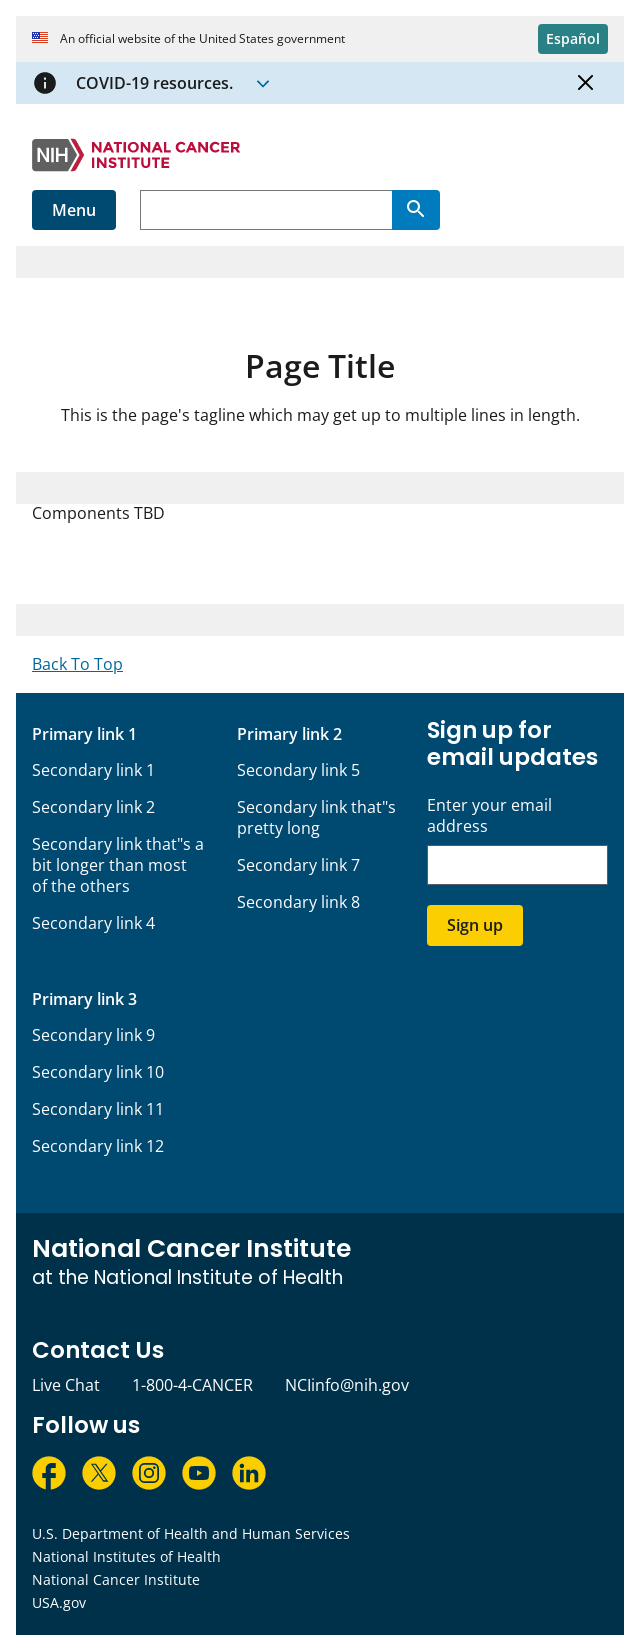 An official website of the United States government
Español
COVID-19 resources.
NIH
NATIONAL CANCER
INSTITUTE
Menu
Page Title
This is the page's tagline which may get up to multiple lines in length.
Components TBD
Back To Top
Primary link 1
Secondary link 1
Secondary link 2
Secondary link that"s a
bit longer than most
of the others
Secondary link 4
Primary link 2
Secondary link 5
Secondary link that"s
pretty long
Secondary link 7
Secondary link 8
Sign up for
email updates
Enter your email
address
Sign up
Primary link 3
Secondary link 9
Secondary link 10
Secondary link 11
Secondary link 12
National Cancer Institute
at the National Institute of Health
Contact Us
Live Chat
1-800-4-CANCER
NCIinfo@nih.gov
Follow us
U.S. Department of Health and Human Services
National Institutes of Health
National Cancer Institute
USA.gov